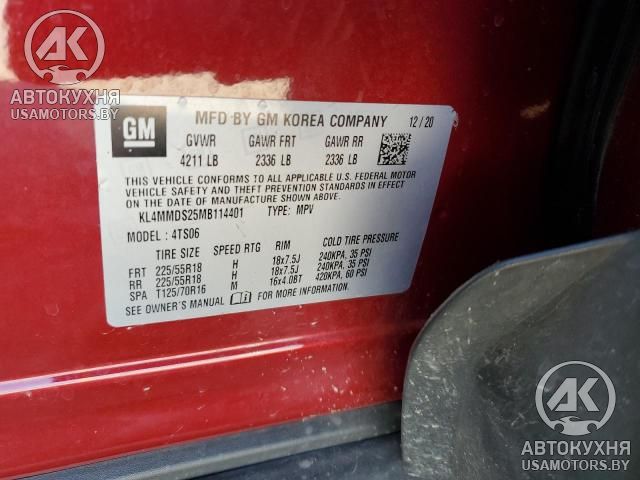 АК
АВТОКУХНЯ
USAMOTORS.BY
GM
MFD BY GM KOREA COMPANY 12/20
GVWR GAWR FRT GAWR RR
4211 LB 2336 LB 2336 LB
THIS VEHICLE CONFORMS TO ALL APPLICABLE U.S. FEDERAL MOTOR
VEHICLE SAFETY AND THEFT PREVENTION STANDARDS IN EFFECT
ON THE DATE OF MANUFACTURE SHOWN ABOVE.
KL4MMDS25MB114401 TYPE: MPV
MODEL: 4TS06
TIRE SIZE SPEED RTG RIM COLD TIRE PRESSURE
FRT 225/55R18 H 18x7.5J 240KPA, 35 PSI
RR 225/55R18 H 18x7.5J 240KPA, 35 PSI
SPA T125/70R16 M 16x4.0BT 420KPA, 60 PSI
SEE OWNER'S MANUAL FOR MORE INFORMATION
АК
АВТОКУХНЯ
USAMOTORS.BY